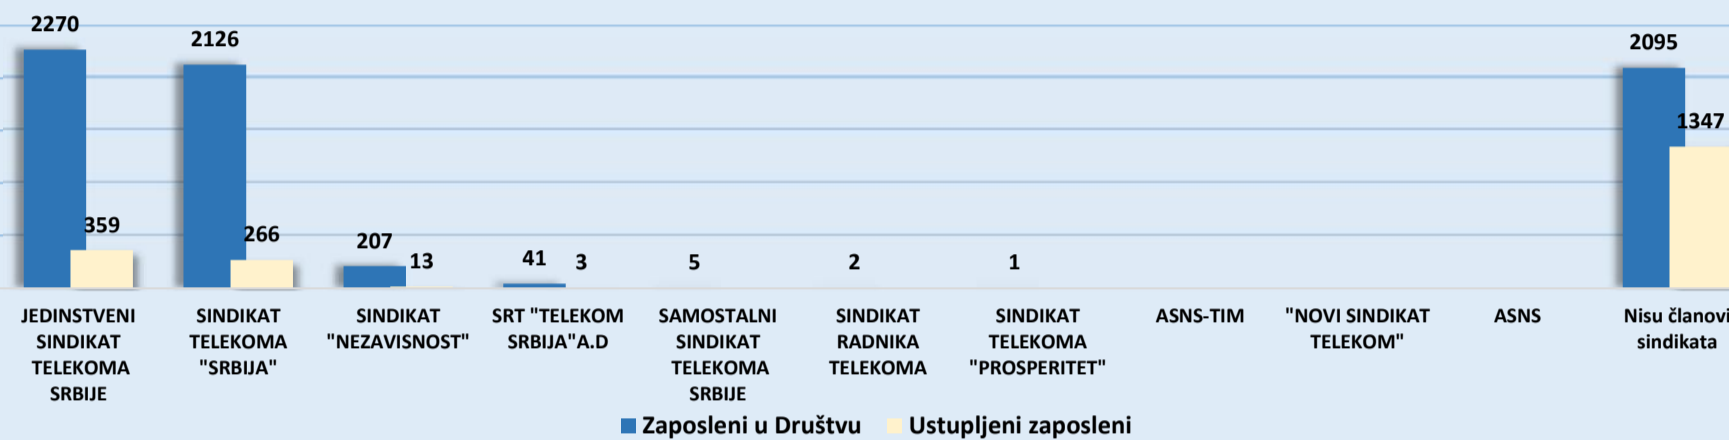 2270
359
2126
266
207
13
41
3
5
2
1
2095
1347
JEDINSTVENI
SINDIKAT
TELEKOMA
SRBIJE
SINDIKAT
TELEKOMA
"SRBIJA"
SINDIKAT
"NEZAVISNOST"
SRT "TELEKOM
SRBIJA"A.D
SAMOSTALNI
SINDIKAT
TELEKOMA
SRBIJE
SINDIKAT
RADNIKA
TELEKOMA
SINDIKAT
TELEKOMA
"PROSPERITET"
ASNS-TIM
"NOVI SINDIKAT
TELEKOM"
ASNS
Nisu članovi
sindikata
Zaposleni u Društvu
Ustupljeni zaposleni